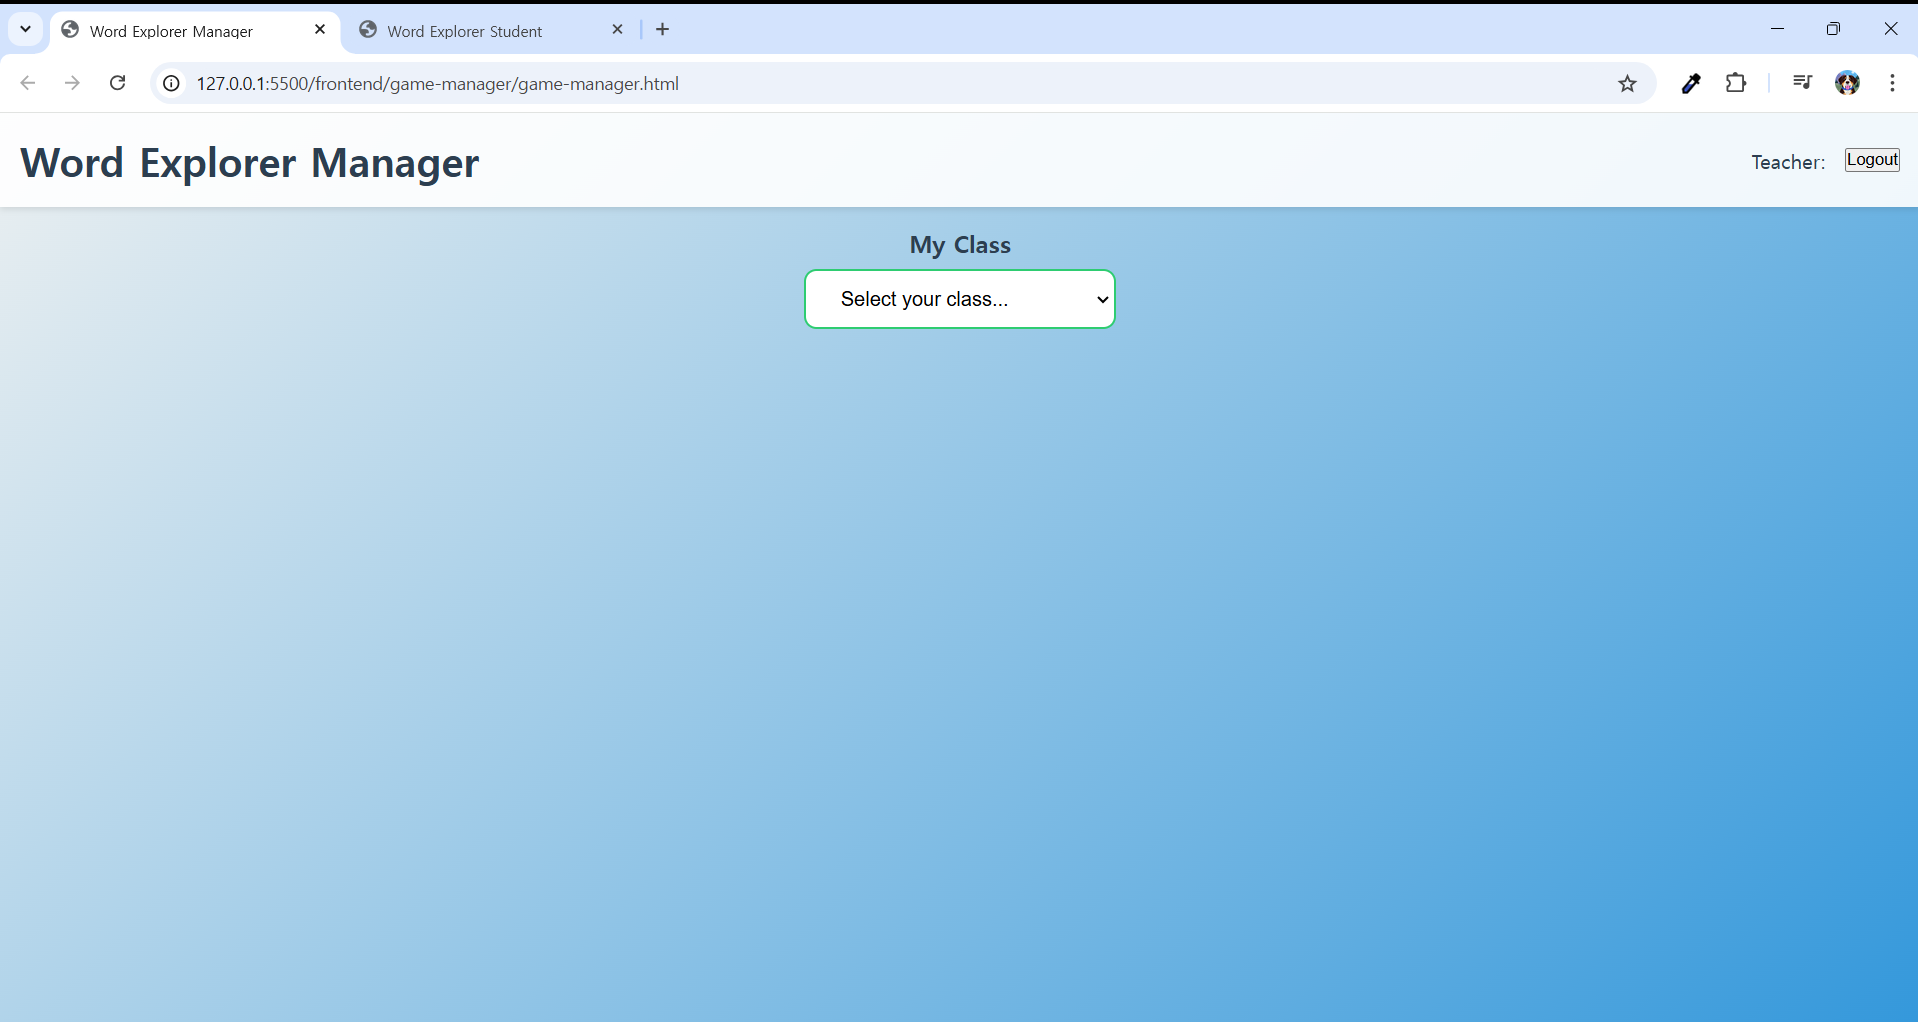 Word Explorer Manager
Word Explorer Student
127.0.0.1:5500/frontend/game-manager/game-manager.html
Word Explorer Manager
Teacher:
Logout
My Class
Select your class...